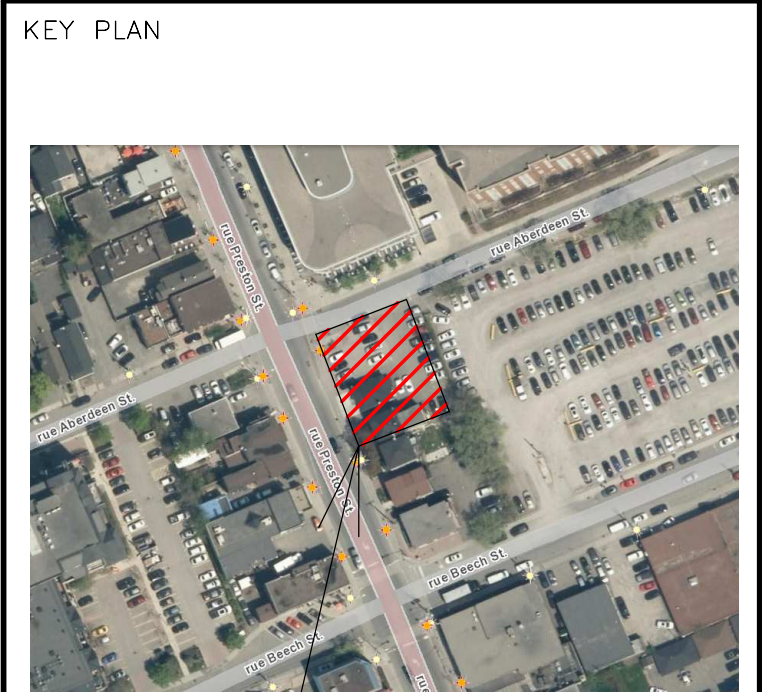 KEY PLAN
rue Preston St.
rue Aberdeen St.
rue Aberdeen St.
rue Preston St.
rue Beech St.
rue Beech St.
rue